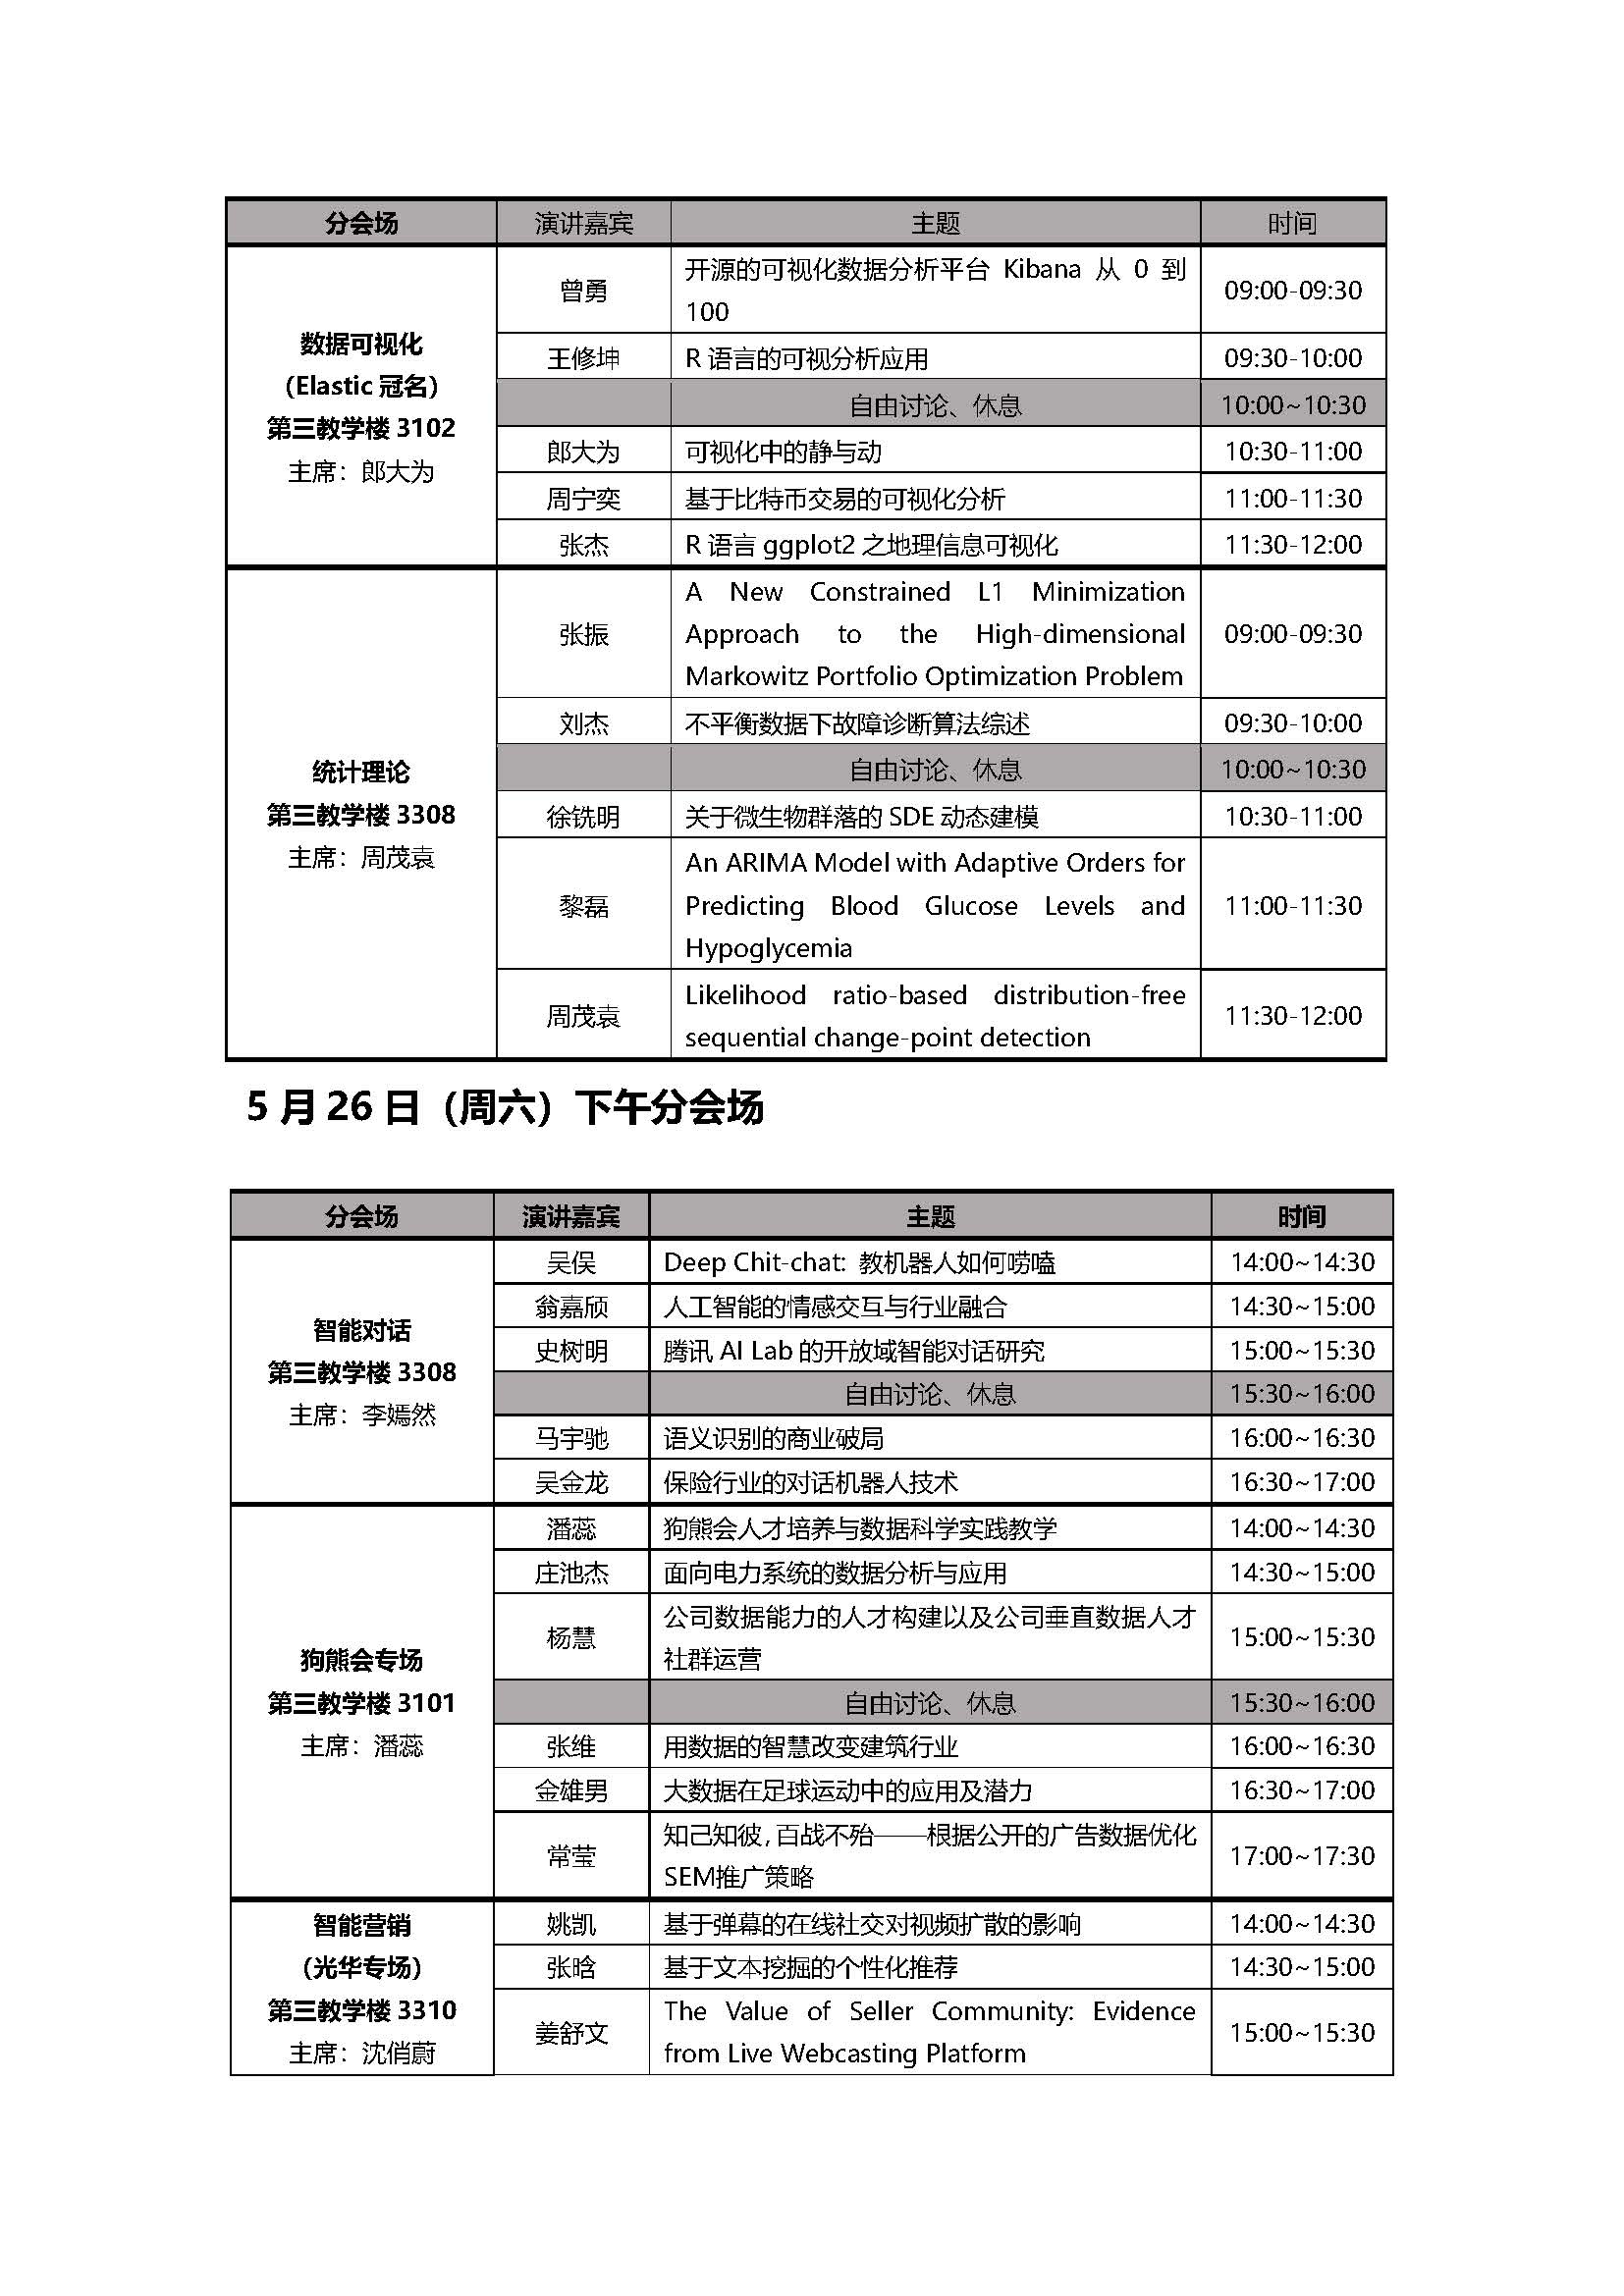 分会场 演讲嘉宾 主题 时间
数据可视化
（Elastic 冠名）
第三教学楼 3102
主席：郎大为
曾勇 开源的可视化数据分析平台 Kibana 从 0 到
100 09:00-09:30
王修坤 R 语言的可视分析应用 09:30-10:00
自由讨论、休息 10:00~10:30
郎大为 可视化中的静与动 10:30-11:00
周宁奕 基于比特币交易的可视化分析 11:00-11:30
张杰 R 语言 ggplot2 之地理信息可视化 11:30-12:00
统计理论
第三教学楼 3308
主席：周茂袁
张振 A New Constrained L1 Minimization
Approach to the High-dimensional 09:00-09:30
Markowitz Portfolio Optimization Problem
刘杰 不平衡数据下故障诊断算法综述 09:30-10:00
自由讨论、休息 10:00~10:30
徐铣明 关于微生物群落的 SDE 动态建模 10:30-11:00
黎磊 An ARIMA Model with Adaptive Orders for
Predicting Blood Glucose Levels and 11:00-11:30
Hypoglycemia
周茂袁 Likelihood ratio-based distribution-free
sequential change-point detection 11:30-12:00
5 月 26 日（周六）下午分会场
分会场 演讲嘉宾 主题 时间
智能对话
第三教学楼 3308
主席：李嫣然
吴俣 Deep Chit-chat: 教机器人如何唠嗑 14:00~14:30
翁嘉颀 人工智能的情感交互与行业融合 14:30~15:00
史树明 腾讯 AI Lab 的开放域智能对话研究 15:00~15:30
自由讨论、休息 15:30~16:00
马宇驰 语义识别的商业破局 16:00~16:30
吴金龙 保险行业的对话机器人技术 16:30~17:00
狗熊会专场
第三教学楼 3101
主席：潘蕊
潘蕊 狗熊会人才培养与数据科学实践教学 14:00~14:30
庄池杰 面向电力系统的数据分析与应用 14:30~15:00
杨慧 公司数据能力的人才构建以及公司垂直数据人才
社群运营 15:00~15:30
自由讨论、休息 15:30~16:00
张维 用数据的智慧改变建筑行业 16:00~16:30
金雄男 大数据在足球运动中的应用及潜力 16:30~17:00
常莹 知己知彼，百战不殆——根据公开的广告数据优化
SEM推广策略 17:00~17:30
智能营销
（光华专场）
第三教学楼 3310
主席：沈俏蔚
姚凯 基于弹幕的在线社交对视频扩散的影响 14:00~14:30
张晗 基于文本挖掘的个性化推荐 14:30~15:00
姜舒文 The Value of Seller Community: Evidence
from Live Webcasting Platform 15:00~15:30